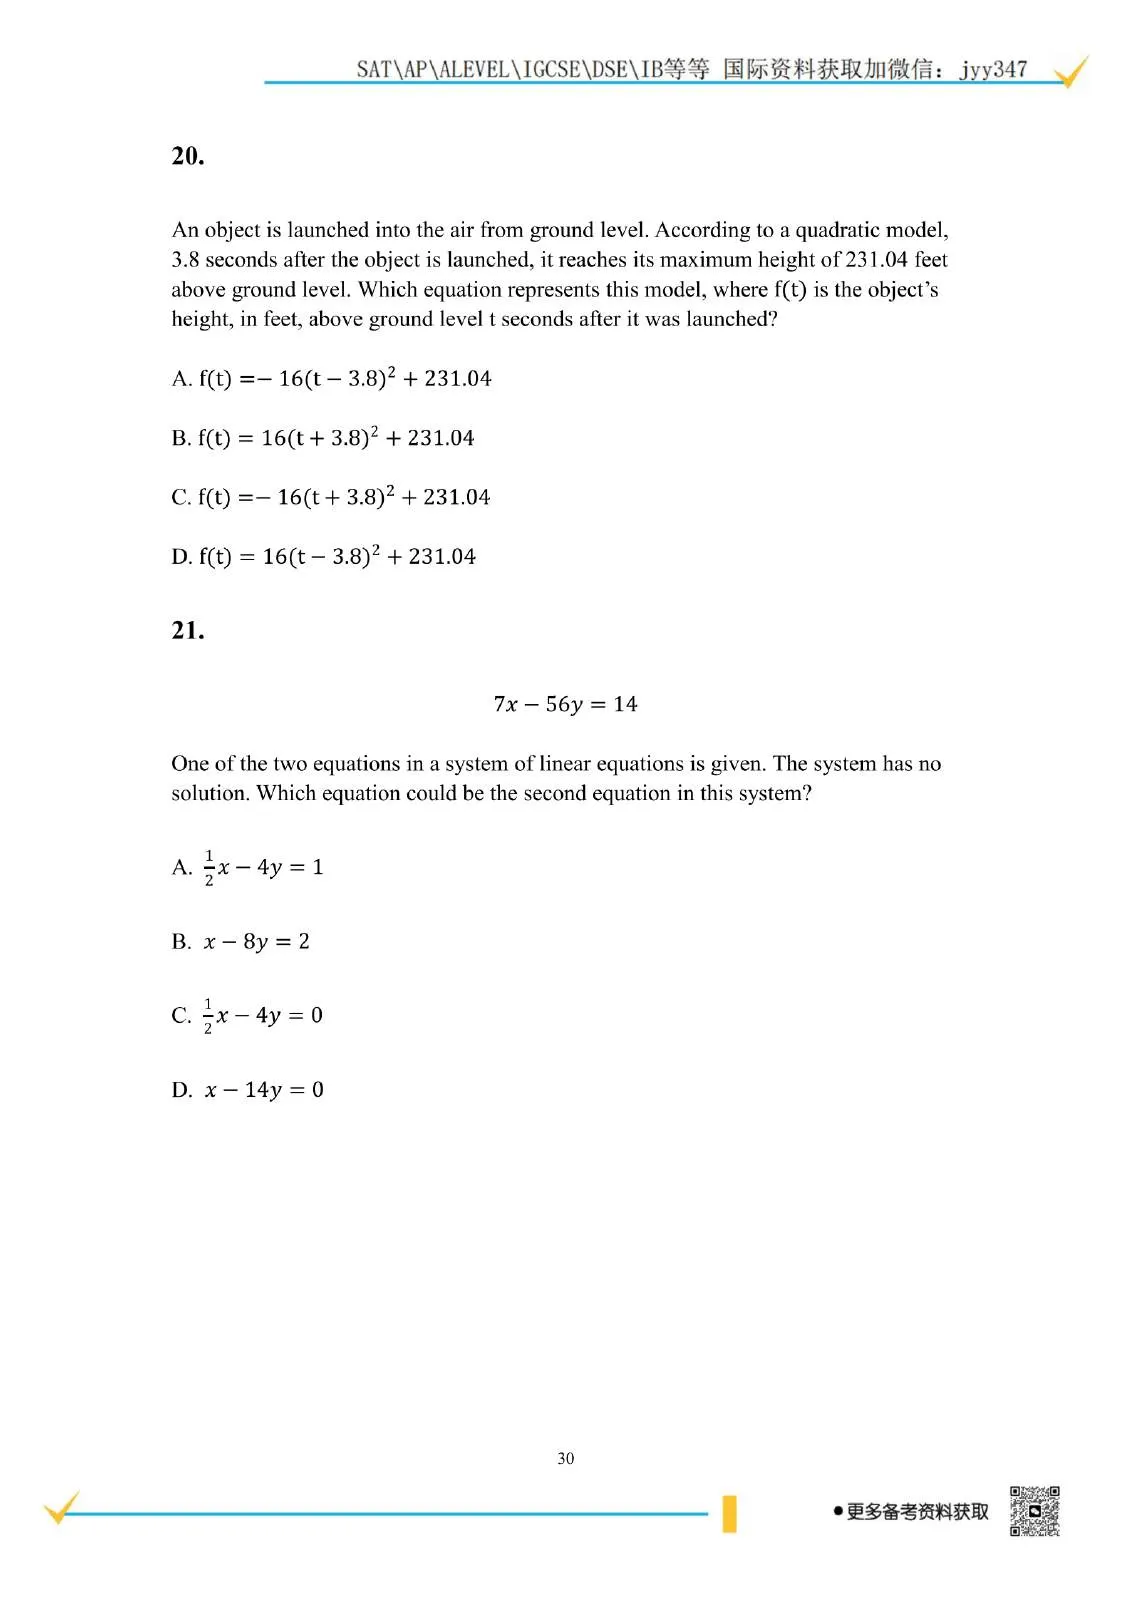 SAT\AP\ALEVEL\IGCSE\DSE\IB等等 国际资料获取加微信：jyy347
20.
An object is launched into the air from ground level. According to a quadratic model,
3.8 seconds after the object is launched, it reaches its maximum height of 231.04 feet
above ground level. Which equation represents this model, where f(t) is the object’s
height, in feet, above ground level t seconds after it was launched?
A. f(t) =− 16(t − 3.8)² + 231.04
B. f(t) = 16(t + 3.8)² + 231.04
C. f(t) =− 16(t + 3.8)² + 231.04
D. f(t) = 16(t − 3.8)² + 231.04
21.
7x − 56y = 14
One of the two equations in a system of linear equations is given. The system has no
solution. Which equation could be the second equation in this system?
A. 1/2 x − 4y = 1
B. x − 8y = 2
C. 1/2 x − 4y = 0
D. x − 14y = 0
30
●更多备考资料获取